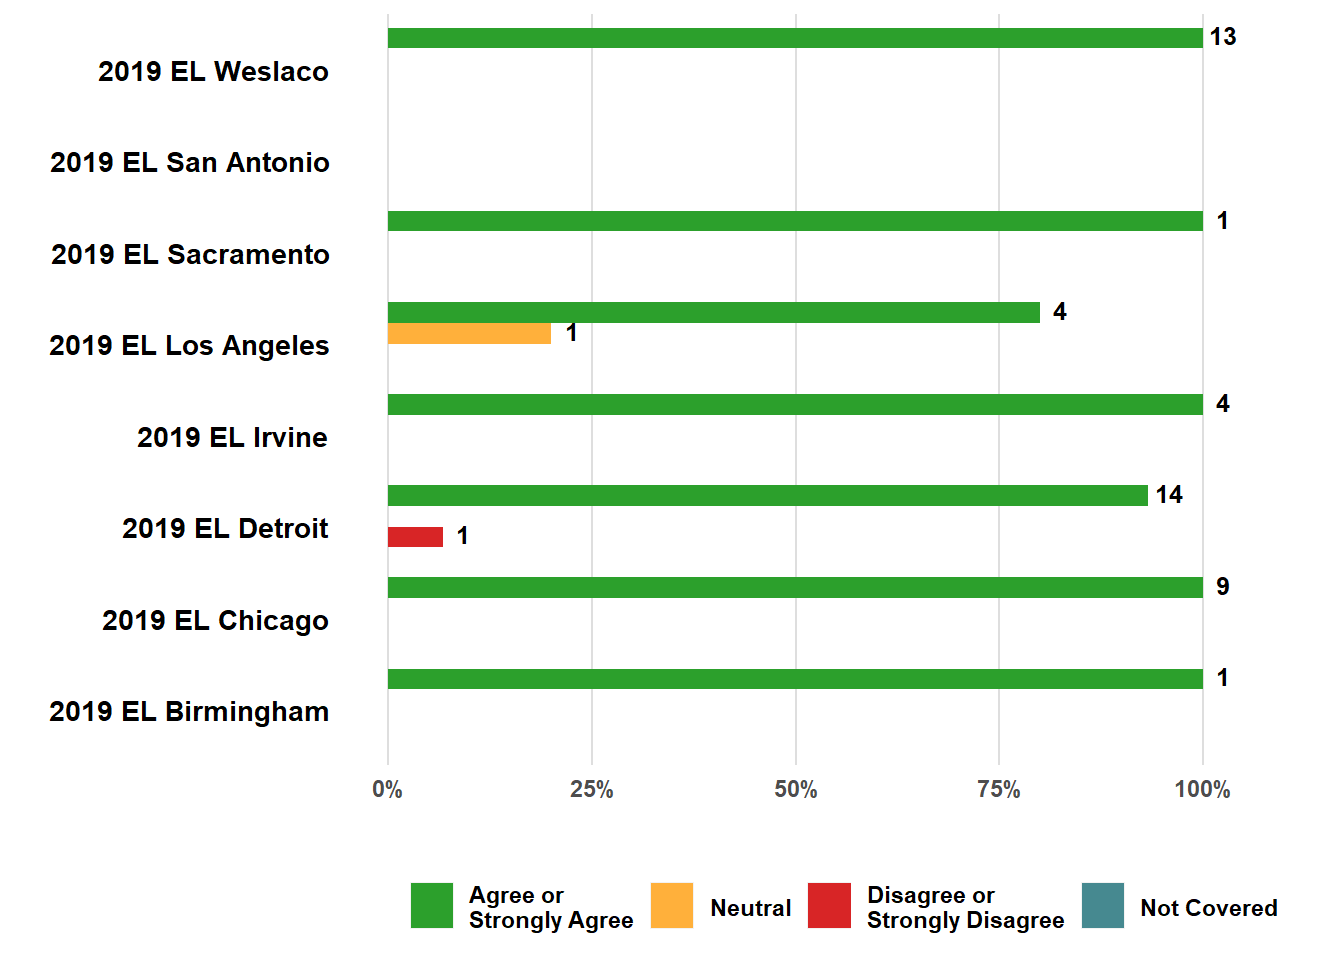 13
2019 EL Weslaco
2019 EL San Antonio
1
2019 EL Sacramento
4
1
2019 EL Los Angeles
4
2019 EL Irvine
14
2019 EL Detroit
1
9
2019 EL Chicago
1
2019 EL Birmingham
0% 25% 50% 75% 100%
Agree or
Strongly Agree
Neutral
Disagree or
Strongly Disagree
Not Covered